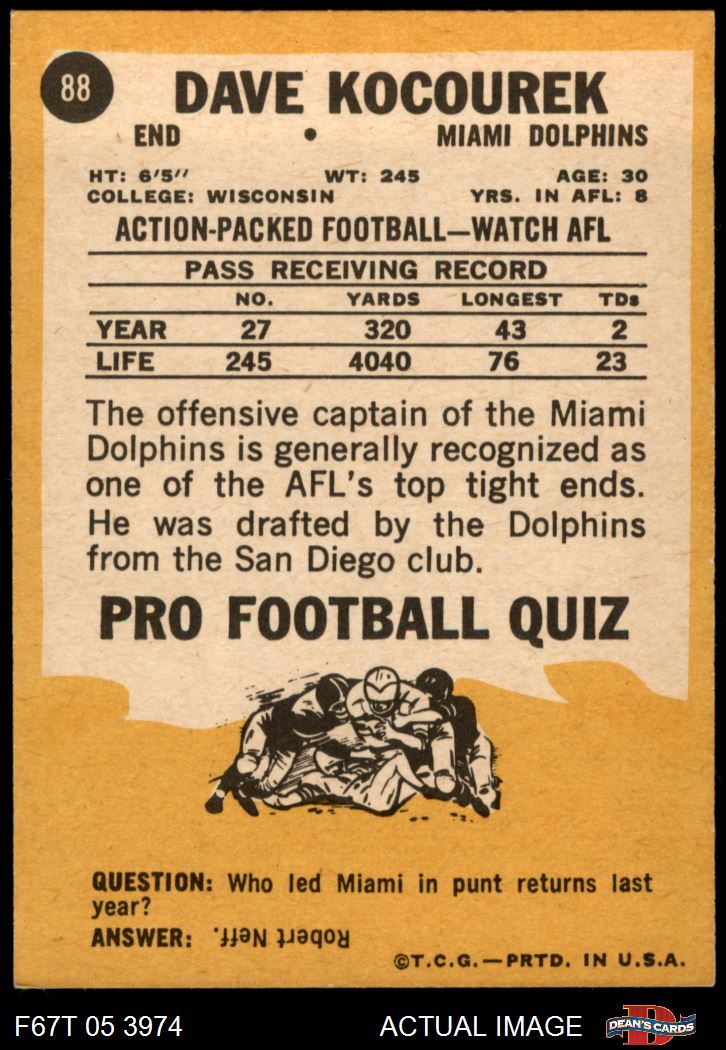 88
DAVE KOCOUREK
END • MIAMI DOLPHINS
HT: 6'5" WT: 245 AGE: 30
COLLEGE: WISCONSIN YRS. IN AFL: 8
ACTION-PACKED FOOTBALL—WATCH AFL
PASS RECEIVING RECORD
NO. YARDS LONGEST TDs
YEAR 27 320 43 2
LIFE 245 4040 76 23
The offensive captain of the Miami
Dolphins is generally recognized as
one of the AFL's top tight ends.
He was drafted by the Dolphins
from the San Diego club.
PRO FOOTBALL QUIZ
QUESTION: Who led Miami in punt returns last
year?
ANSWER: Robert Neff.
©T.C.G.—PRTD. IN U.S.A.
F67T 05 3974 ACTUAL IMAGE DEAN'S CARDS